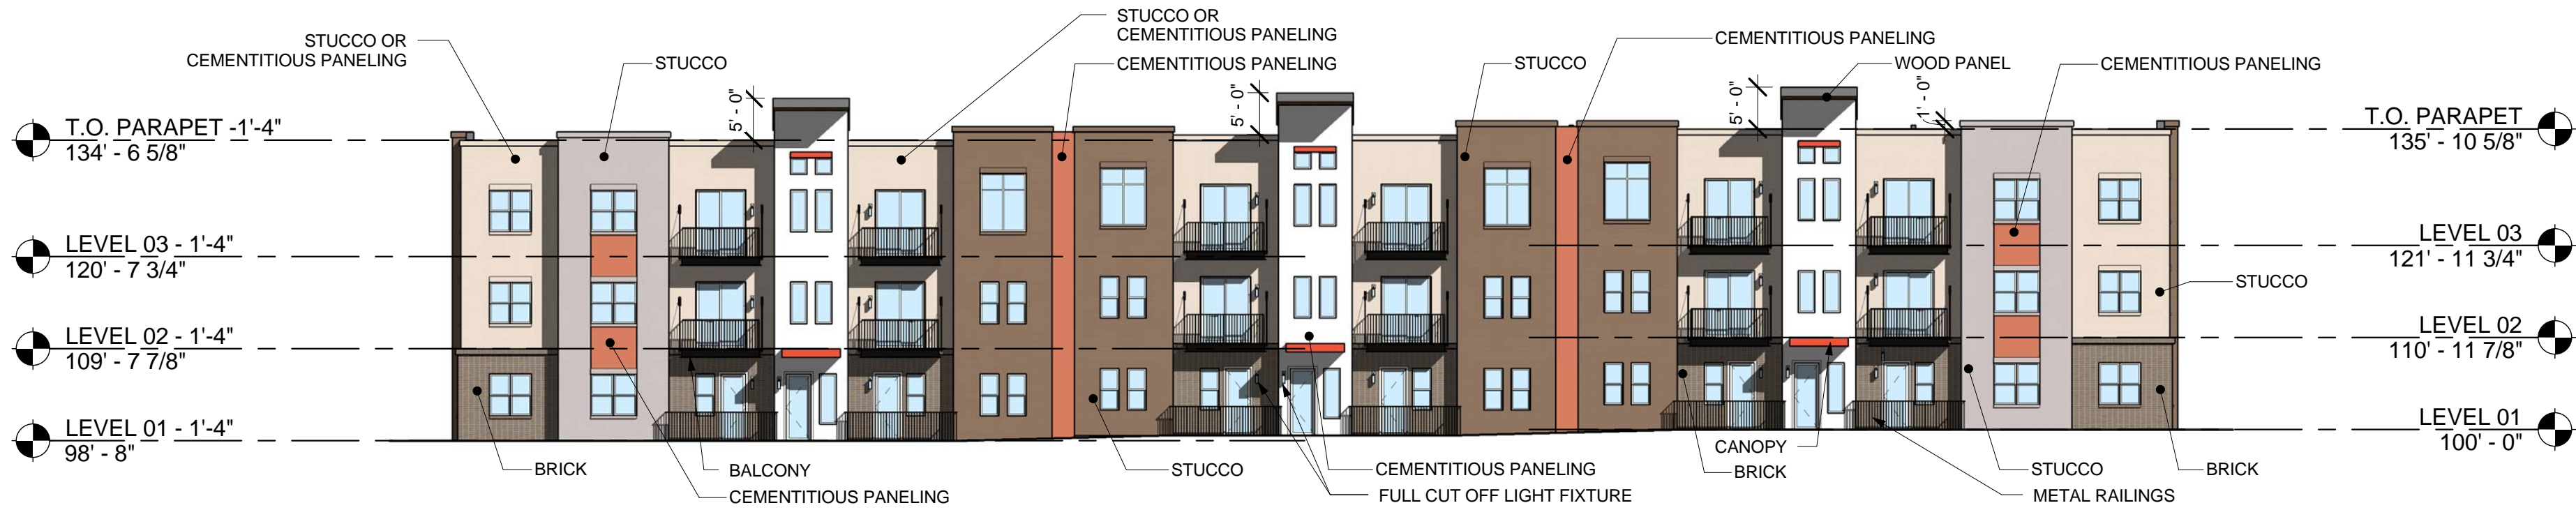 STUCCO OR
CEMENTITIOUS PANELING
STUCCO
STUCCO OR
CEMENTITIOUS PANELING
CEMENTITIOUS PANELING
STUCCO
CEMENTITIOUS PANELING
WOOD PANEL
CEMENTITIOUS PANELING
5' - 0"
5' - 0"
5' - 0"
1' - 0"
T.O. PARAPET -1'-4"
134' - 6 5/8"
T.O. PARAPET
135' - 10 5/8"
LEVEL 03 - 1'-4"
120' - 7 3/4"
LEVEL 03
121' - 11 3/4"
STUCCO
LEVEL 02 - 1'-4"
109' - 7 7/8"
LEVEL 02
110' - 11 7/8"
LEVEL 01 - 1'-4"
98' - 8"
LEVEL 01
100' - 0"
BRICK
BALCONY
CEMENTITIOUS PANELING
STUCCO
CEMENTITIOUS PANELING
FULL CUT OFF LIGHT FIXTURE
CANOPY
BRICK
STUCCO
METAL RAILINGS
BRICK